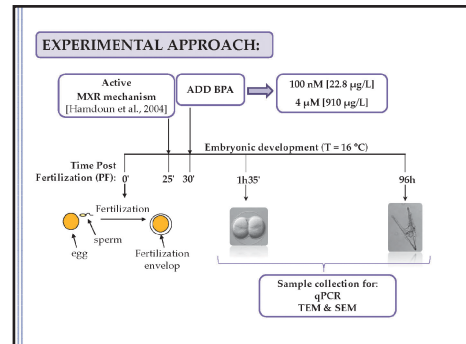 EXPERIMENTAL APPROACH:
Active
MXR mechanism
[Hamdoun et al., 2004]
ADD BPA
100 nM [22.8 µg/L]
4 µM [910 µg/L]
Embryonic development (T = 16 °C)
Time Post
Fertilization (PF): 0' 25' 30' 1h35' 96h
Fertilization
sperm
egg
Fertilization
envelop
Sample collection for:
qPCR
TEM & SEM